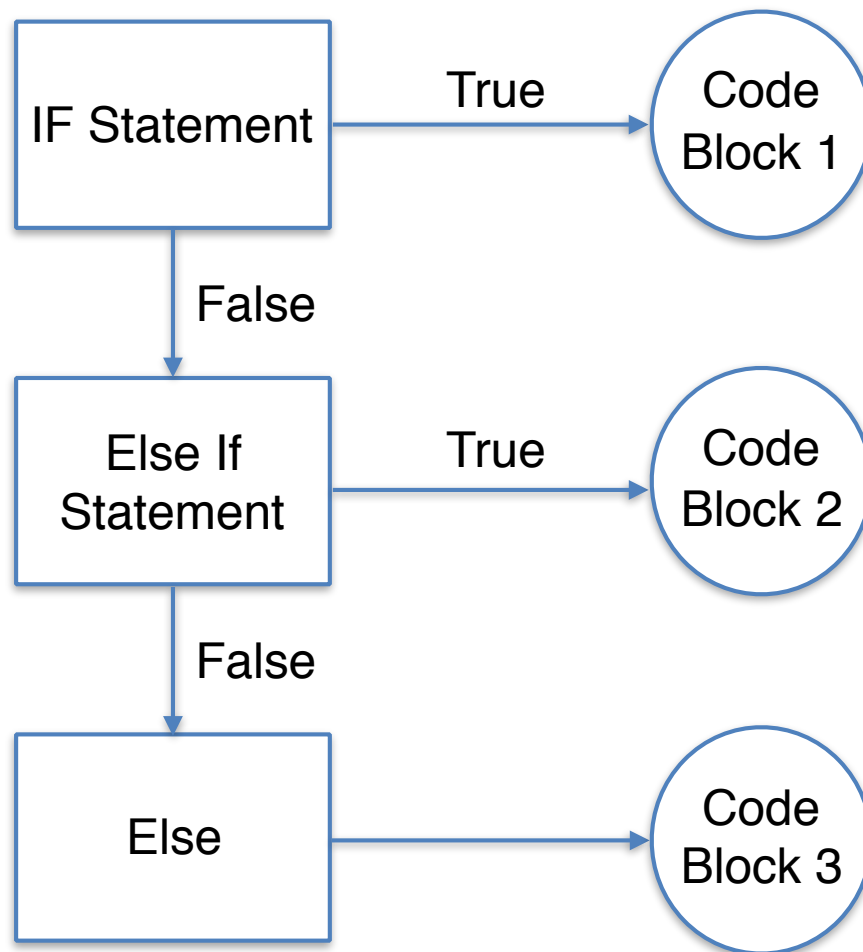 IF Statement
True
Code
Block 1
False
Else If
Statement
True
Code
Block 2
False
Else
Code
Block 3